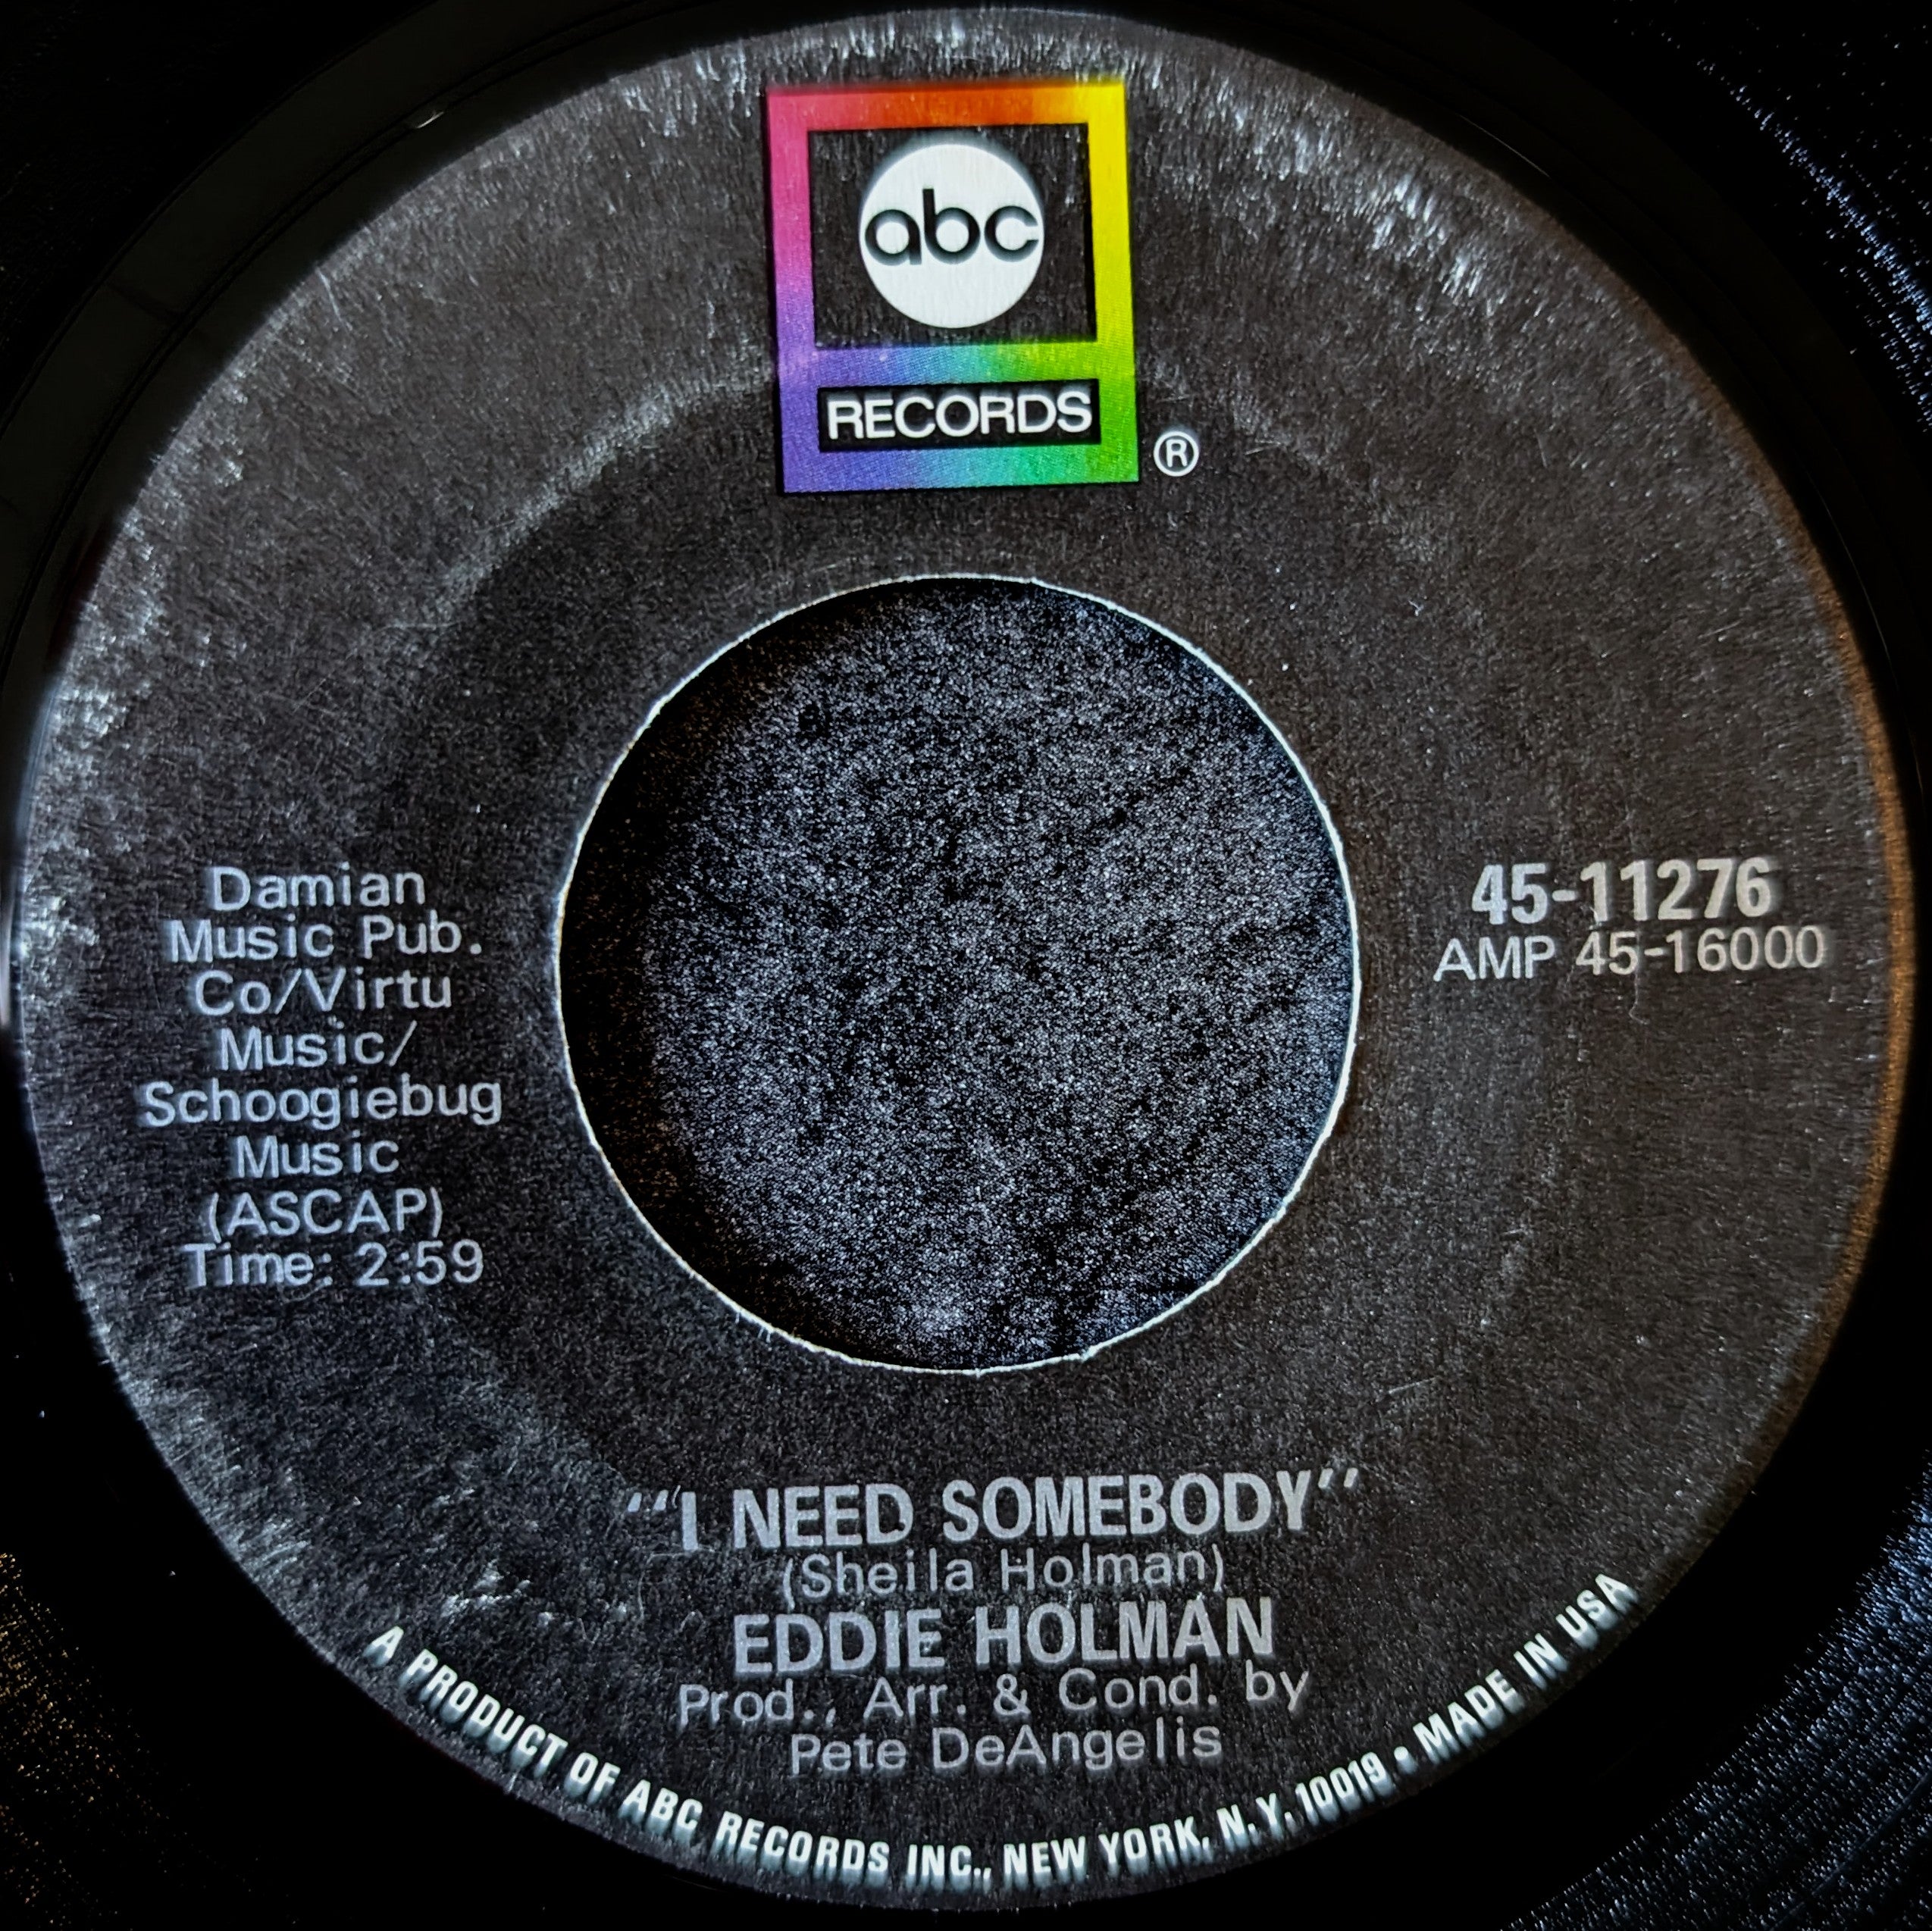 abc
RECORDS
®
Damian
Music Pub.
Co/Virtu
Music/
Schoogiebug
Music
(ASCAP)
Time: 2:59
45-11276
AMP 45-16000
""I NEED SOMEBODY"
(Sheila Holman)
EDDIE HOLMAN
Prod., Arr. & Cond. by
Pete DeAngelis
A PRODUCT OF ABC RECORDS INC., NEW YORK, N.Y. 10019 • MADE IN USA